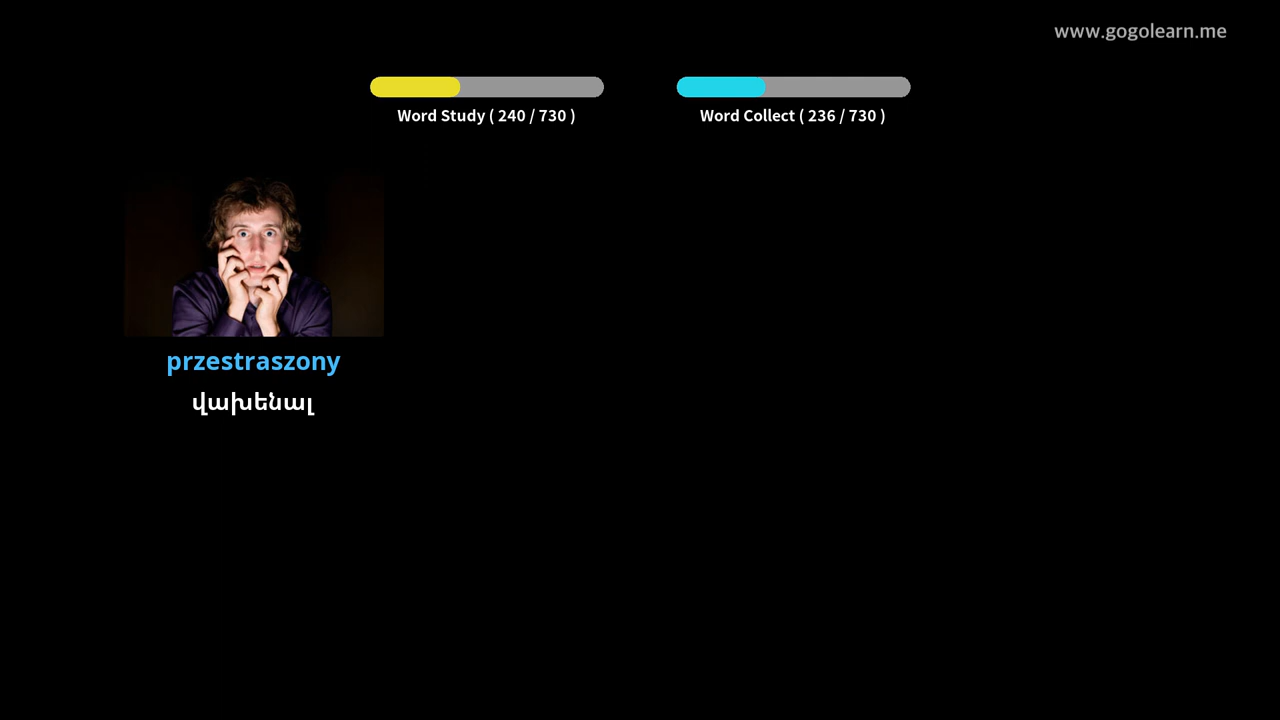 www.gogolearn.me
Word Study ( 240 / 730 )
Word Collect ( 236 / 730 )
przestraszony
վախենալ